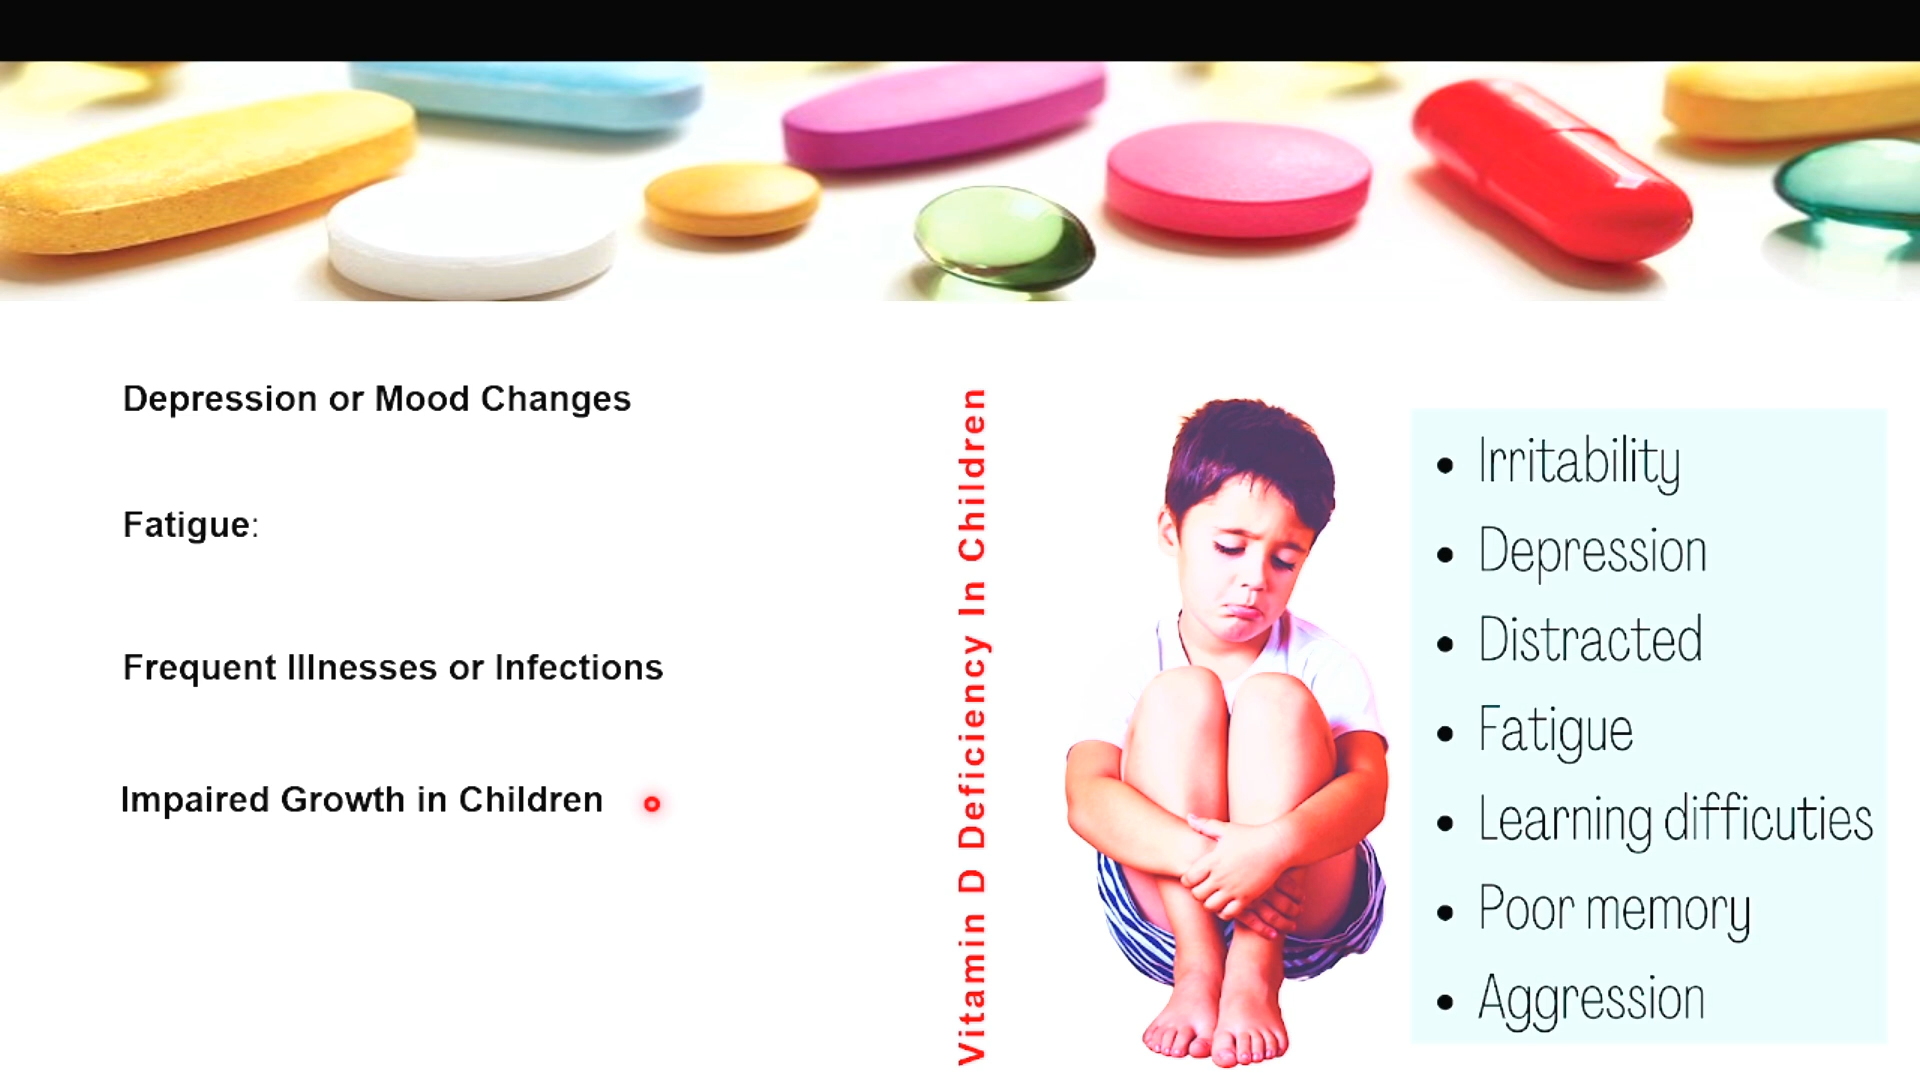 Depression or Mood Changes
Fatigue:
Frequent Illnesses or Infections
Impaired Growth in Children
Vitamin D Deficiency In Children
• Irritability
• Depression
• Distracted
• Fatigue
• Learning difficuties
• Poor memory
• Aggression